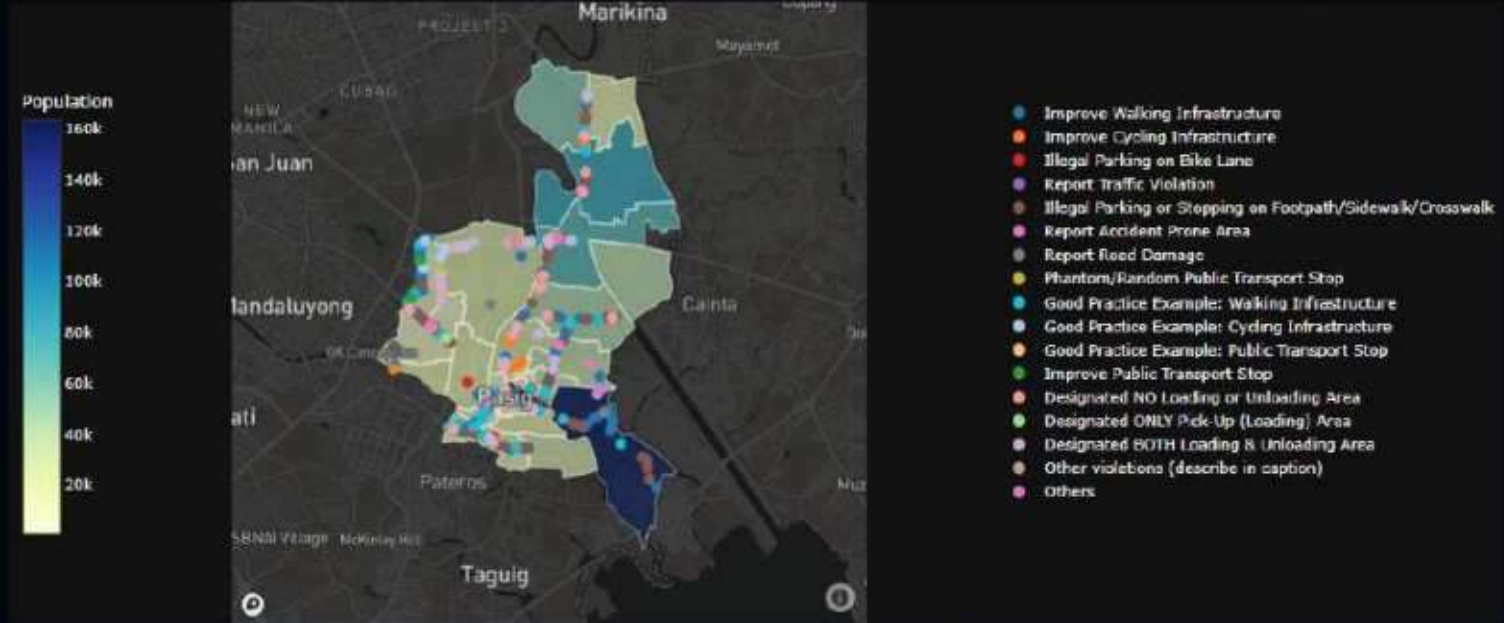 Population
160k
140k
120k
100k
80k
60k
40k
20k
Marikina
PROJECT 3
Mayamot
CUBAO
NEW
MANILA
an Juan
Mandaluyong
Cainta
Pasig
ati
Pateros
McKinley Hill
Village
Taguig
Improve Walking Infrastructure
Improve Cycling Infrastructure
Illegal Parking on Bike Lane
Report Traffic Violation
Illegal Parking or Stopping on Footpath/Sidewalk/Crosswalk
Report Accident Prone Area
Report Road Damage
Phantom/Random Public Transport Stop
Good Practice Example: Walking Infrastructure
Good Practice Example: Cycling Infrastructure
Good Practice Example: Public Transport Stop
Improve Public Transport Stop
Designated NO Loading or Unloading Area
Designated ONLY Pick-Up (Loading) Area
Designated BOTH Loading & Unloading Area
Other violations (describe in caption)
Others